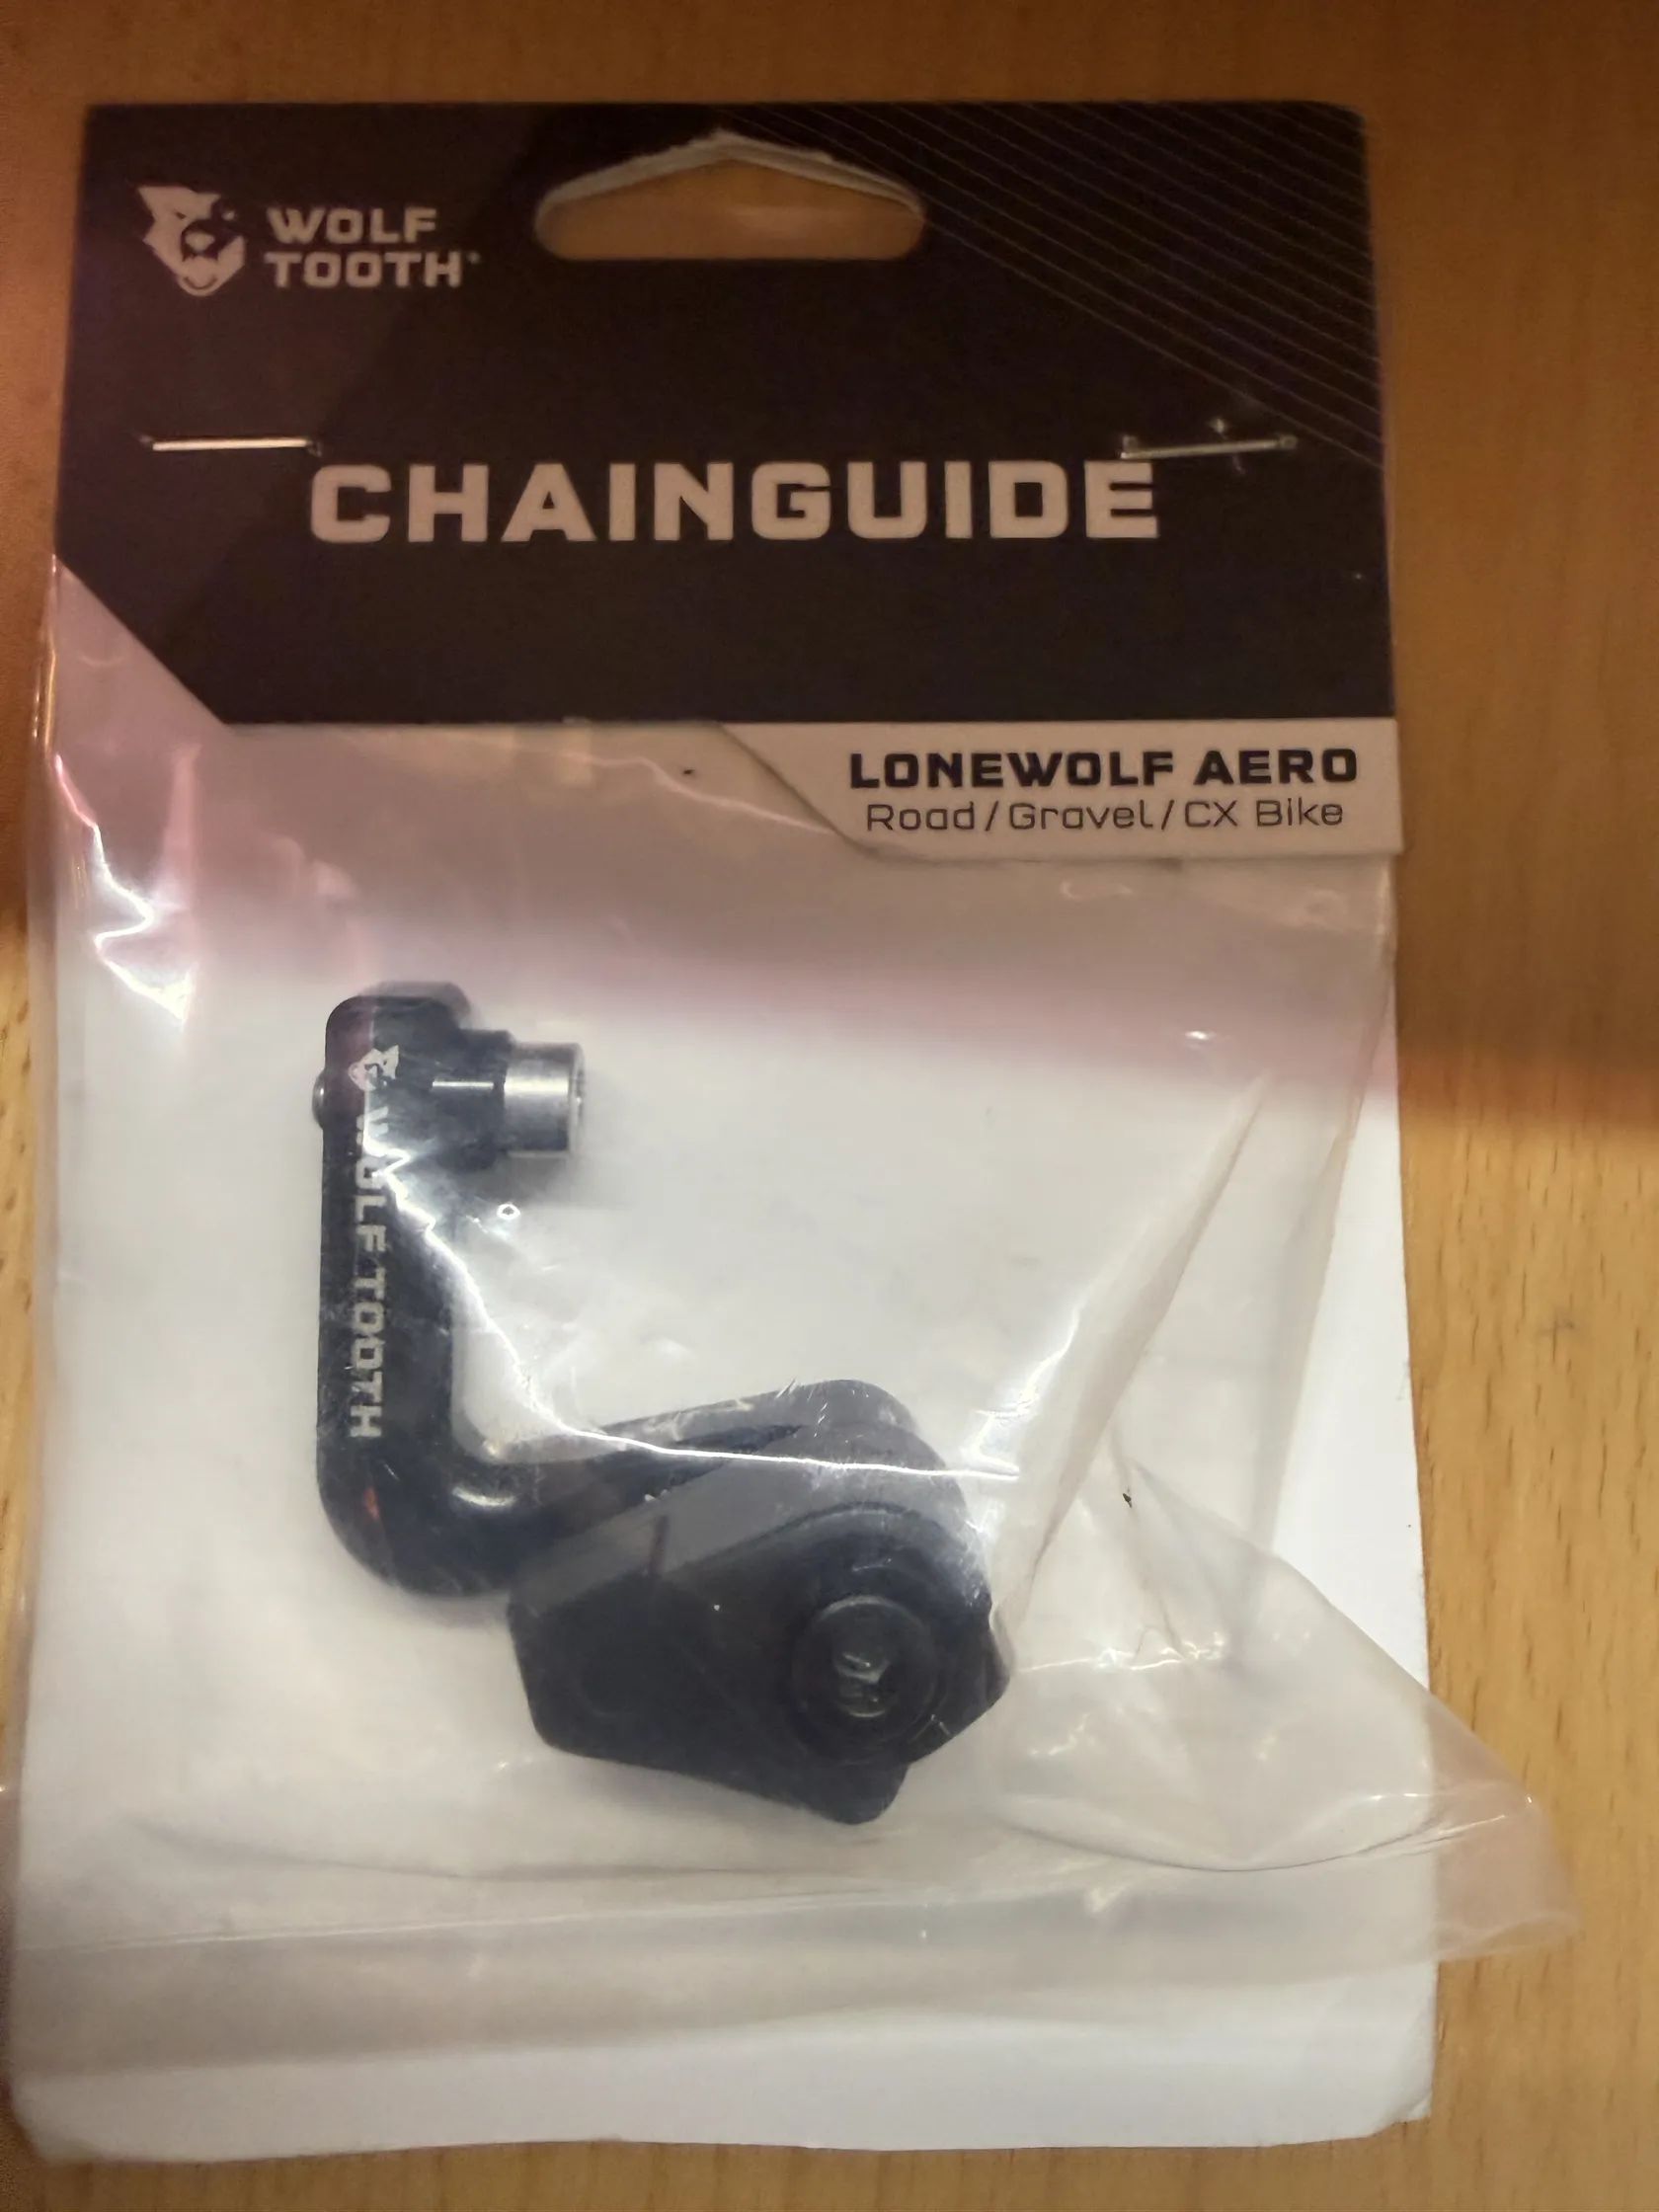 WOLF
TOOTH
CHAINGUIDE
LONEWOLF AERO
Road/Gravel/CX Bike
WOLF TOOTH